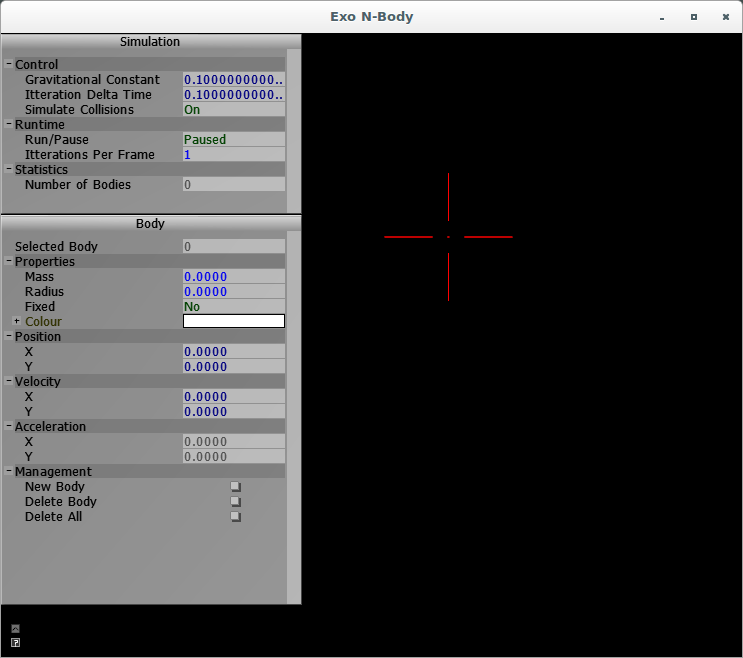 Exo N-Body
Simulation
Control
Gravitational Constant 0.1000000000..
Itteration Delta Time 0.1000000000..
Simulate Collisions On
Runtime
Run/Pause Paused
Itterations Per Frame 1
Statistics
Number of Bodies 0
Body
Selected Body 0
Properties
Mass 0.0000
Radius 0.0000
Fixed No
Colour
Position
X 0.0000
Y 0.0000
Velocity
X 0.0000
Y 0.0000
Acceleration
X 0.0000
Y 0.0000
Management
New Body
Delete Body
Delete All
?